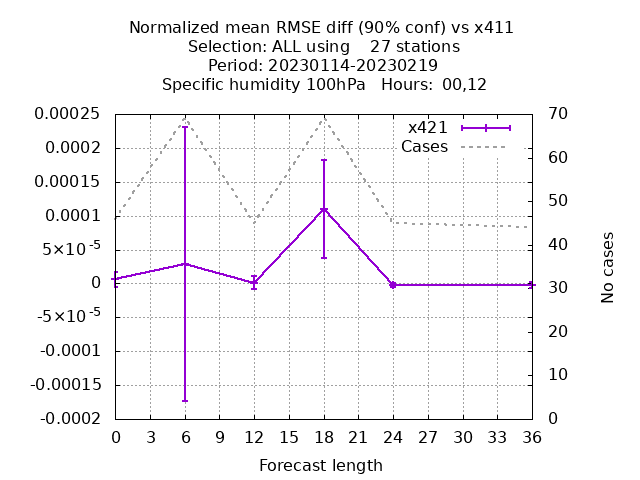 Normalized mean RMSE diff (90% conf) vs x411
Selection: ALL using    27 stations
Period: 20230114-20230219
Specific humidity 100hPa   Hours:  00,12
x421
Cases
0.00025
0.0002
0.00015
0.0001
5×10⁻⁵
0
-5×10⁻⁵
-0.0001
-0.00015
-0.0002
70
60
50
40
30
20
10
0
No cases
0 3 6 9 12 15 18 21 24 27 30 33 36
Forecast length